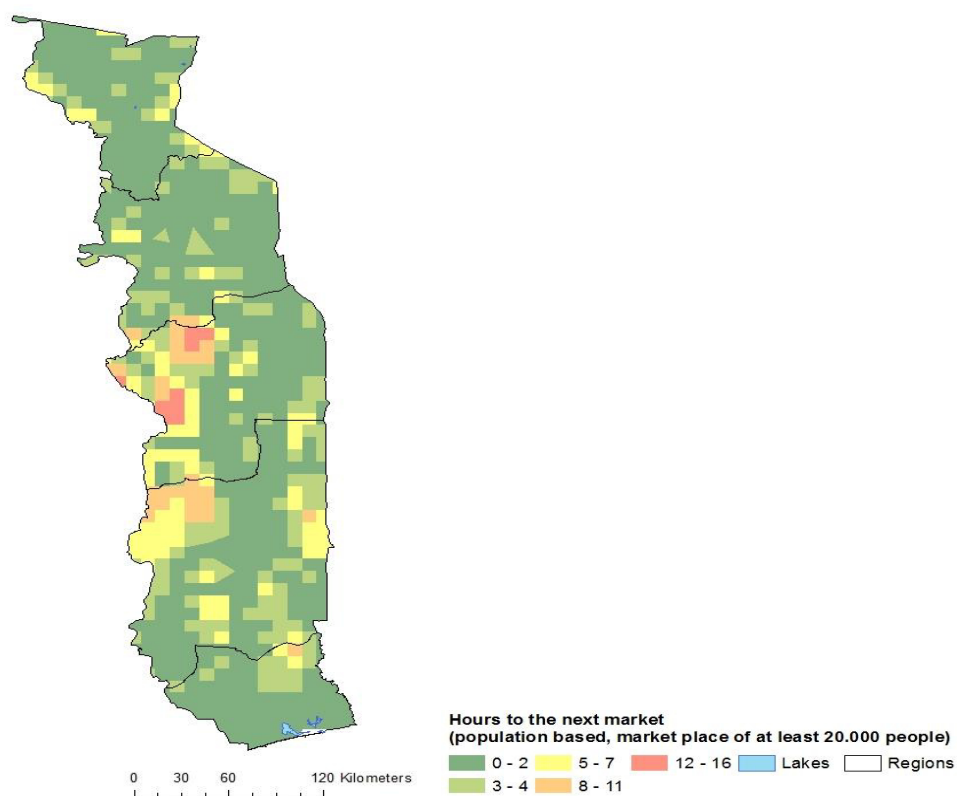 Hours to the next market
(population based, market place of at least 20.000 people)
0 - 2 5 - 7 12 - 16 Lakes Regions
3 - 4 8 - 11
0 30 60 120 Kilometers